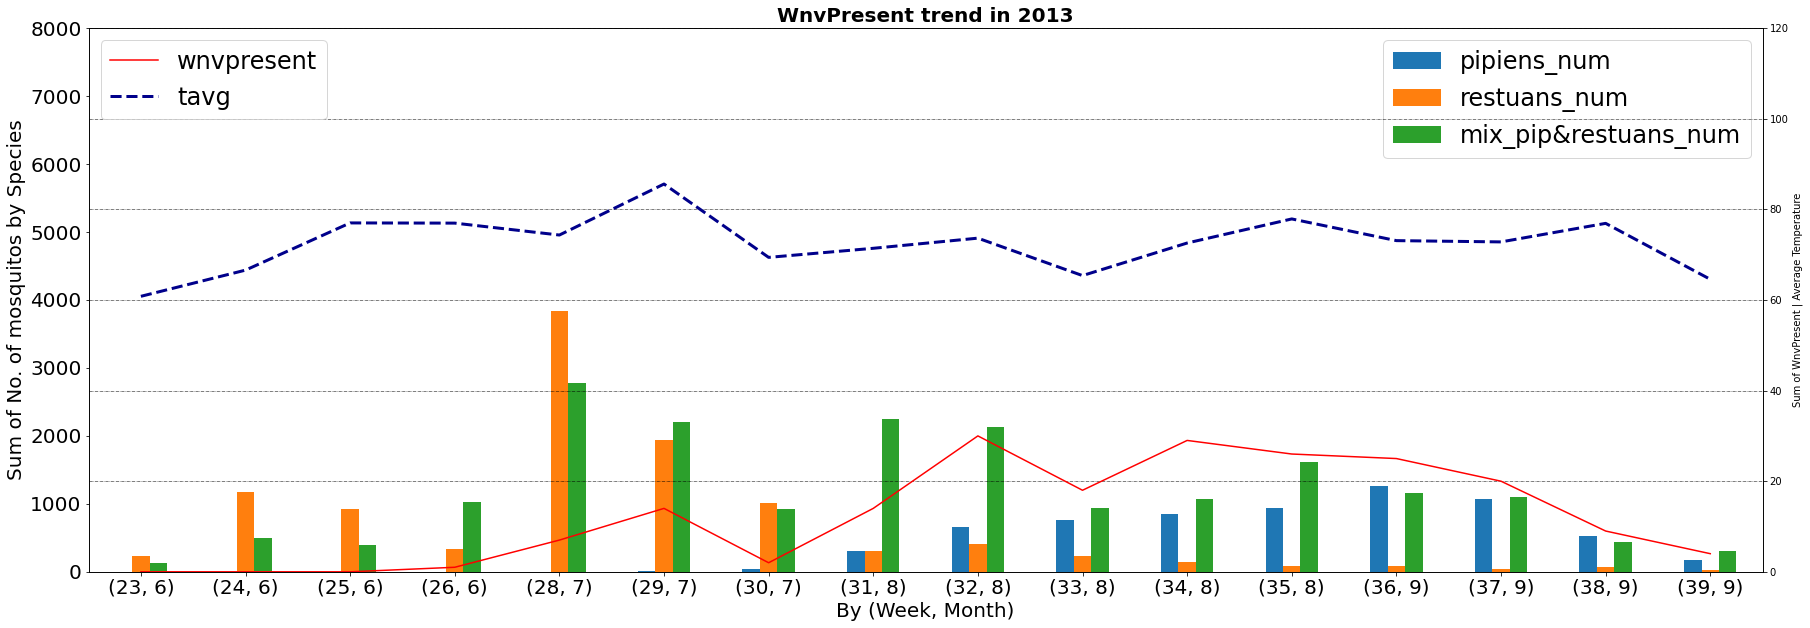 WnvPresent trend in 2013
8000
7000
6000
5000
4000
3000
2000
1000
0
Sum of No. of mosquitos by Species
wnvpresent
tavg
pipiens_num
restuans_num
mix_pip&restuans_num
120
100
80
60
40
20
0
Sum of WnvPresent | Average Temperature
(23, 6) (24, 6) (25, 6) (26, 6) (28, 7) (29, 7) (30, 7) (31, 8) (32, 8) (33, 8) (34, 8) (35, 8) (36, 9) (37, 9) (38, 9) (39, 9)
By (Week, Month)